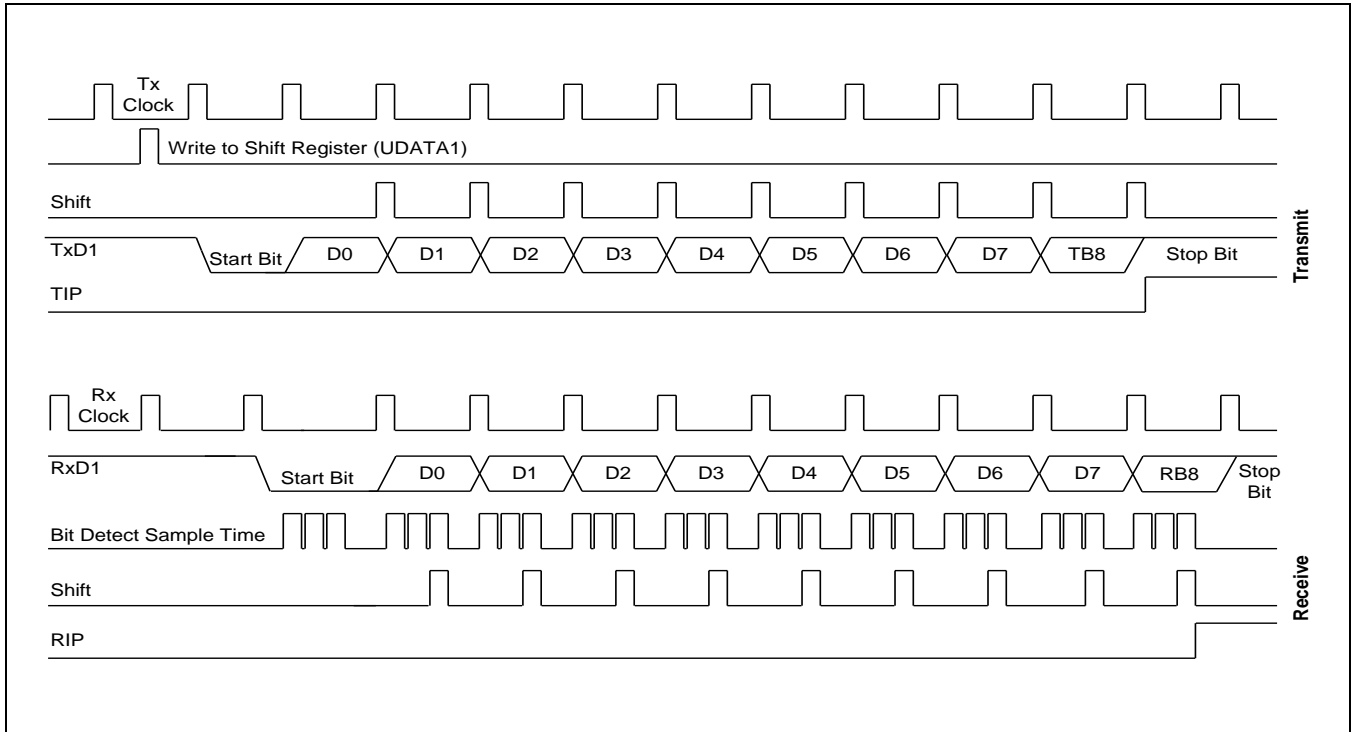 Tx
Clock
Write to Shift Register (UDATA1)
Shift
TxD1
Start Bit
D0
D1
D2
D3
D4
D5
D6
D7
TB8
Stop Bit
TIP
Transmit
Rx
Clock
RxD1
Start Bit
D0
D1
D2
D3
D4
D5
D6
D7
RB8
Stop
Bit
Bit Detect Sample Time
Shift
RIP
Receive